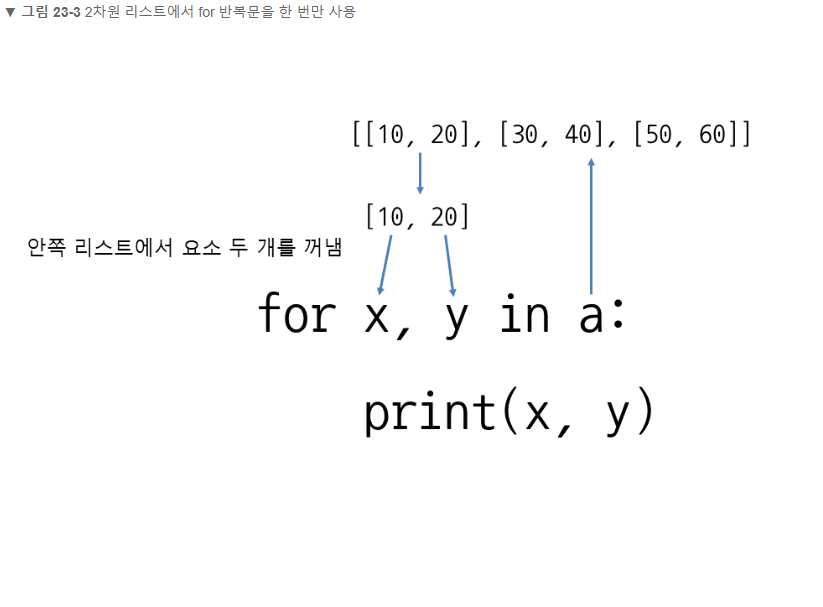 ▼ 그림 23-3 2차원 리스트에서 for 반복문을 한 번만 사용
[[10, 20], [30, 40], [50, 60]]
[10, 20]
안쪽 리스트에서 요소 두 개를 꺼냄
for x, y in a:
print(x, y)